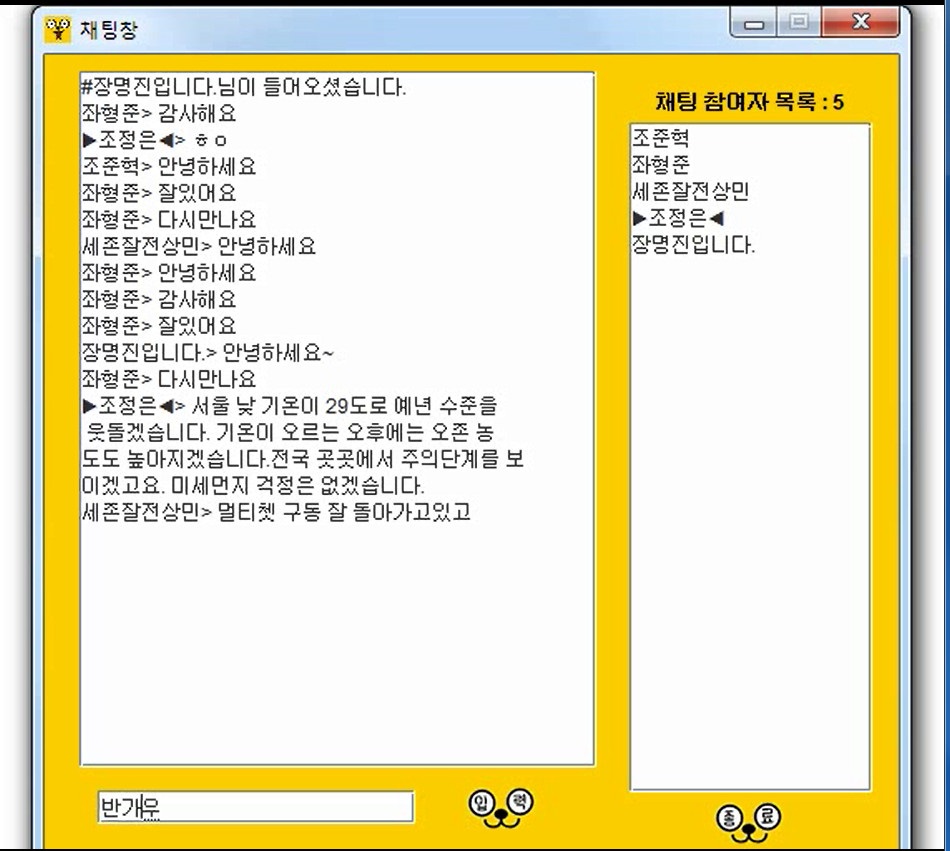 채팅창
#장명진입니다.님이 들어오셨습니다.
좌형준> 감사해요
▶조정은◀> ㅎㅇ
조준혁> 안녕하세요
좌형준> 잘있어요
좌형준> 다시만나요
세존잘전상민> 안녕하세요
좌형준> 안녕하세요
좌형준> 감사해요
좌형준> 잘있어요
장명진입니다.> 안녕하세요~
좌형준> 다시만나요
▶조정은◀> 서울 낮 기온이 29도로 예년 수준을
웃돌겠습니다. 기온이 오르는 오후에는 오존 농
도도 높아지겠습니다.전국 곳곳에서 주의단계를 보
이겠고요. 미세먼지 걱정은 없겠습니다.
세존잘전상민> 멀티쳇 구동 잘 돌아가고있고
반개우
입력
채팅 참여자 목록 : 5
조준혁
좌형준
세존잘전상민
▶조정은◀
장명진입니다.
종료